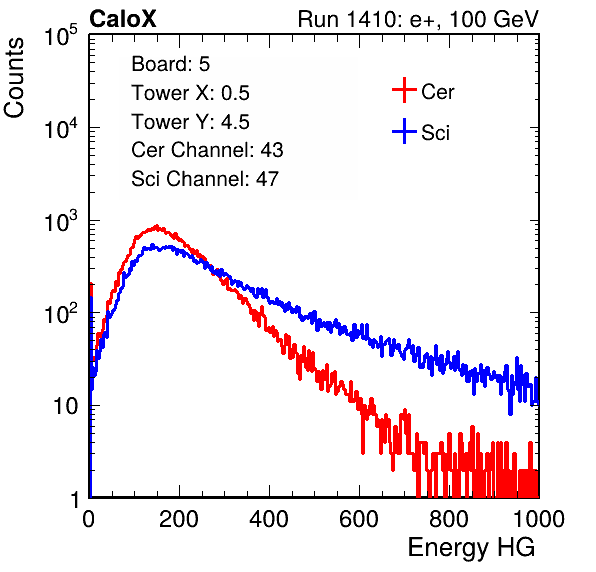 CaloX Run 1410: e+, 100 GeV
Board: 5
Tower X: 0.5
Tower Y: 4.5
Cer Channel: 43
Sci Channel: 47
Cer
Sci
Counts
10^5
10^4
10^3
10^2
10
1
0 200 400 600 800 1000
Energy HG